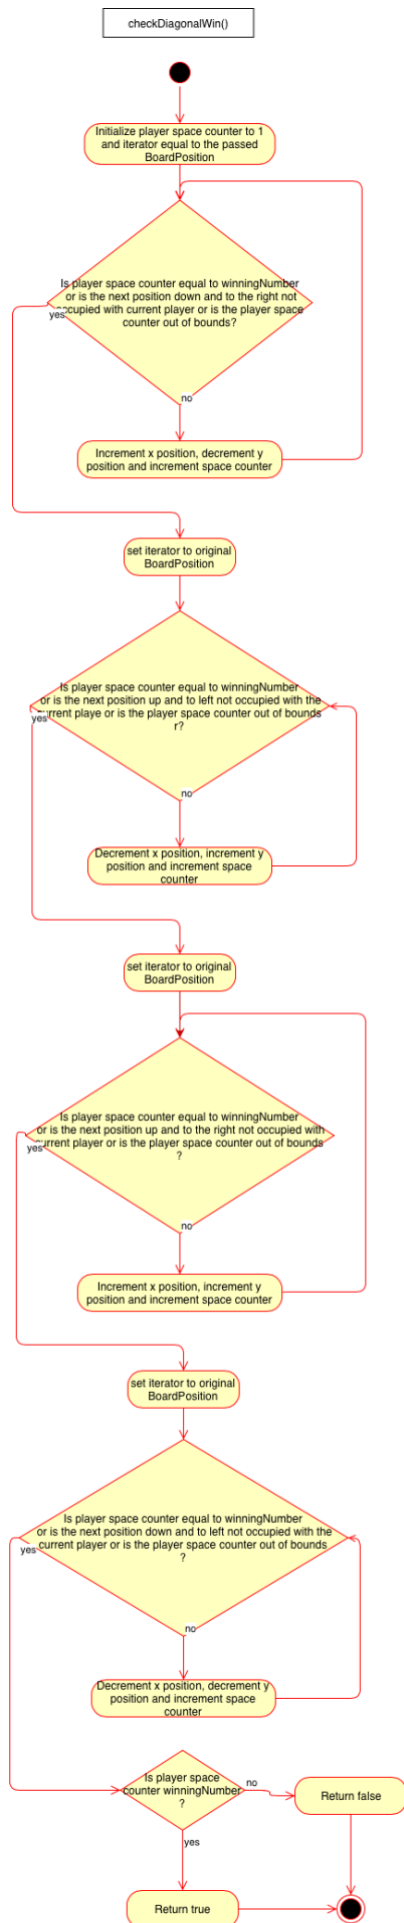 checkDiagonalWin()
Initialize player space counter to 1
and iterator equal to the passed
BoardPosition
Is player space counter equal to winningNumber
or is the next position down and to the right not
occupied with current player or is the player space
counter out of bounds?
yes
no
Increment x position, decrement y
position and increment space counter
set iterator to original
BoardPosition
Is player space counter equal to winningNumber
or is the next position up and to left not occupied with the
current playe or is the player space counter out of bounds
r?
yes
no
Decrement x position, increment y
position and increment space
counter
set iterator to original
BoardPosition
Is player space counter equal to winningNumber
or is the next position up and to the right not occupied with
current player or is the player space counter out of bounds
?
yes
no
Increment x position, increment y
position and increment space counter
set iterator to original
BoardPosition
Is player space counter equal to winningNumber
or is the next position down and to left not occupied with the
current player or is the player space counter out of bounds
?
yes
no
Decrement x position, decrement y
position and increment space
counter
Is player space
counter winningNumber
?
no
Return false
yes
Return true